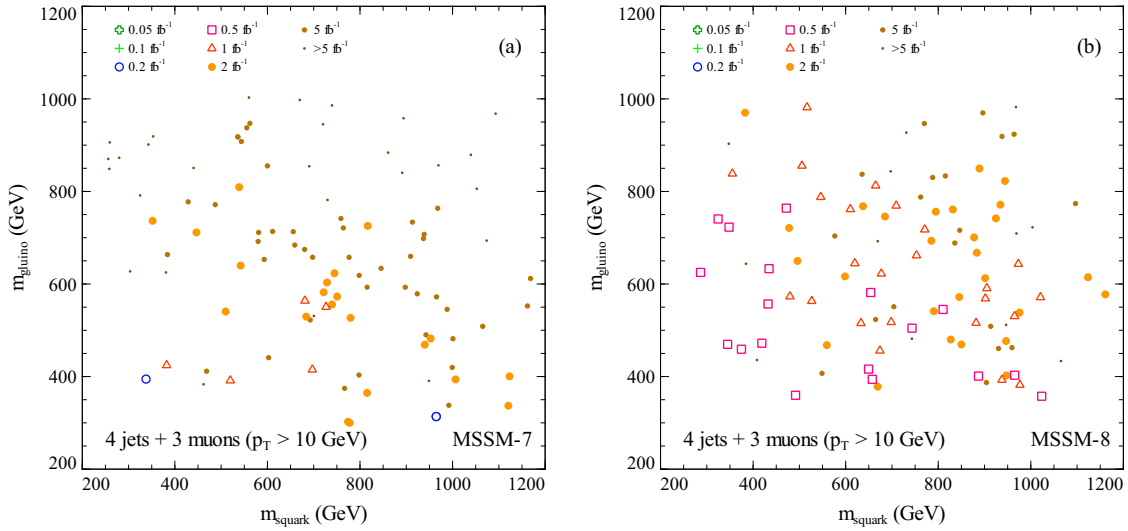 1200
1000
800
600
400
200
m_gluino (GeV)
0.05 fb⁻¹
0.1 fb⁻¹
0.2 fb⁻¹
0.5 fb⁻¹
1 fb⁻¹
2 fb⁻¹
5 fb⁻¹
>5 fb⁻¹
(a)
4 jets + 3 muons (p_T > 10 GeV)
MSSM-7
200 400 600 800 1000 1200
m_squark (GeV)
1200
1000
800
600
400
200
m_gluino (GeV)
0.05 fb⁻¹
0.1 fb⁻¹
0.2 fb⁻¹
0.5 fb⁻¹
1 fb⁻¹
2 fb⁻¹
5 fb⁻¹
>5 fb⁻¹
(b)
4 jets + 3 muons (p_T > 10 GeV)
MSSM-8
200 400 600 800 1000 1200
m_squark (GeV)